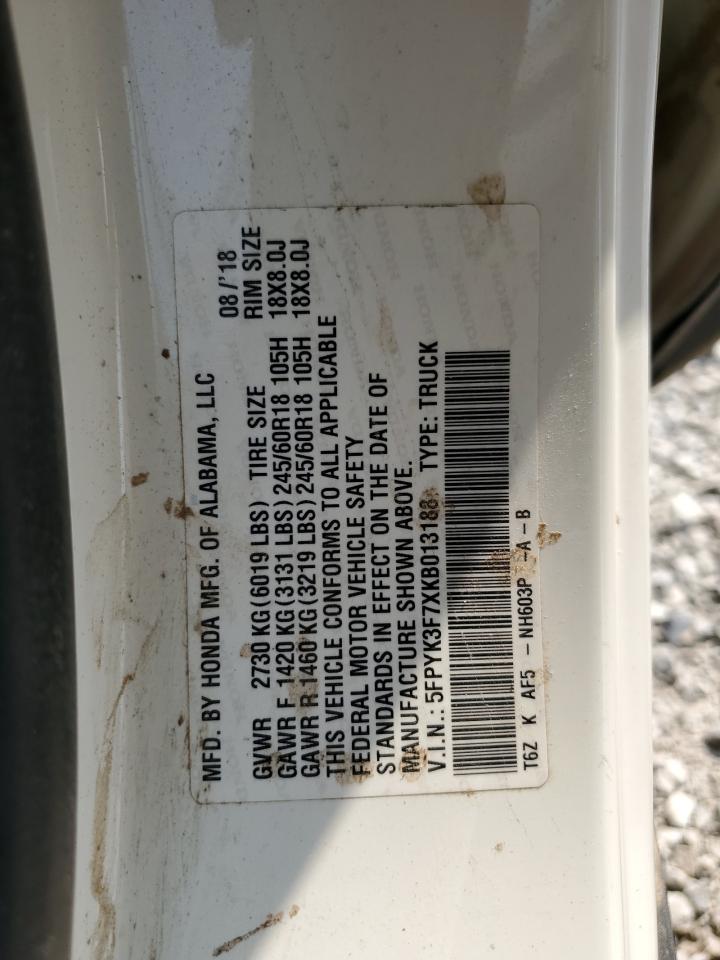 MFD. BY HONDA MFG. OF ALABAMA, LLC 08/'18
GVWR 2730 KG(6019 LBS) TIRE SIZE RIM SIZE
GAWR F 1420 KG(3131 LBS)245/60R18 105H 18X8.0J
GAWR R 1460 KG(3219 LBS)245/60R18 105H 18X8.0J
THIS VEHICLE CONFORMS TO ALL APPLICABLE
FEDERAL MOTOR VEHICLE SAFETY
STANDARDS IN EFFECT ON THE DATE OF
MANUFACTURE SHOWN ABOVE.
V.I.N.: 5FPYK3F7XKB013188 TYPE: TRUCK
T6Z K AF5 - NH603P -A-B